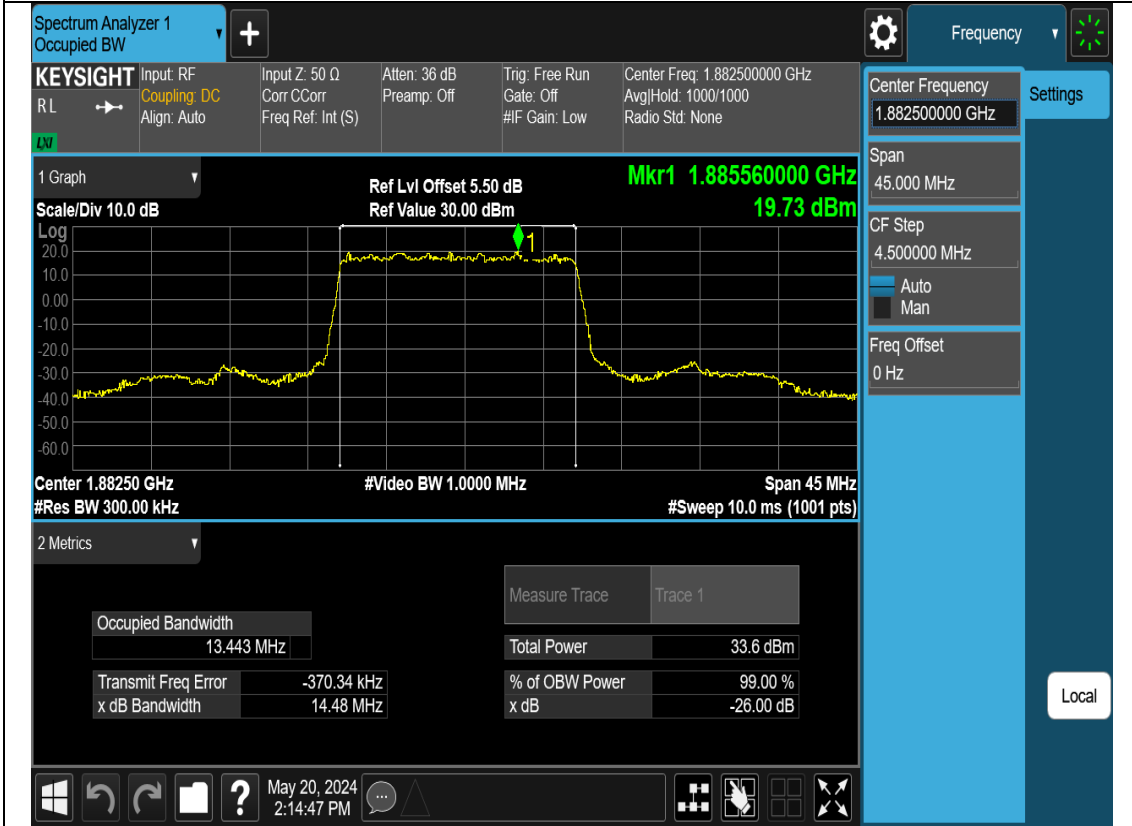 Spectrum Analyzer 1
Occupied BW
+
Frequency
KEYSIGHT
RL
LXI
Input: RF
Coupling: DC
Align: Auto
Input Z: 50 Ω
Corr CCorr
Freq Ref: Int (S)
Atten: 36 dB
Preamp: Off
Trig: Free Run
Gate: Off
#IF Gain: Low
Center Freq: 1.882500000 GHz
Avg|Hold: 1000/1000
Radio Std: None
Center Frequency
1.882500000 GHz
Settings
Span
45.000 MHz
CF Step
4.500000 MHz
Auto
Man
Freq Offset
0 Hz
Local
1 Graph
Ref Lvl Offset 5.50 dB
Mkr1 1.885560000 GHz
Scale/Div 10.0 dB
Ref Value 30.00 dBm
19.73 dBm
Log
1
20.0
10.0
0.00
-10.0
-20.0
-30.0
-40.0
-50.0
-60.0
Center 1.88250 GHz
#Video BW 1.0000 MHz
Span 45 MHz
#Res BW 300.00 kHz
#Sweep 10.0 ms (1001 pts)
2 Metrics
Measure Trace
Trace 1
Occupied Bandwidth
13.443 MHz
Total Power
33.6 dBm
Transmit Freq Error
-370.34 kHz
% of OBW Power
99.00 %
x dB Bandwidth
14.48 MHz
x dB
-26.00 dB
?
May 20, 2024
2:14:47 PM